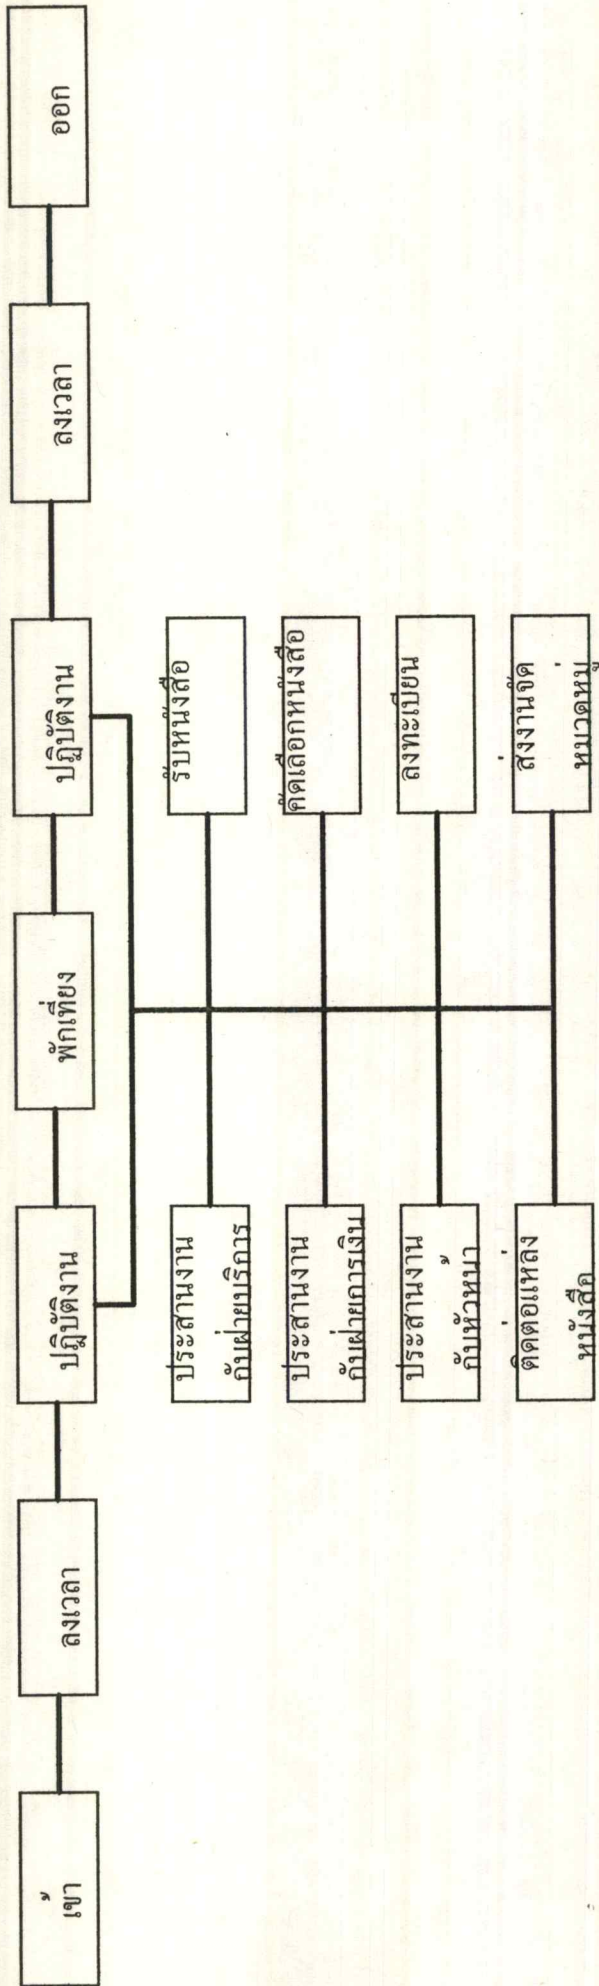 เข้า
ลงเวลา
ปฏิบัติงาน
พักเที่ยง
ปฏิบัติงาน
ลงเวลา
ออก
ประสานงาน
กับฝ่ายบริการ
รับหนังสือ
ประสานงาน
กับฝ่ายการเงิน
คัดเลือกหนังสือ
ประสานงาน
กับหัวหน้า
ลงทะเบียน
ติดต่อแหล่ง
หนังสือ
ส่งงานจัด
หมวดหมู่